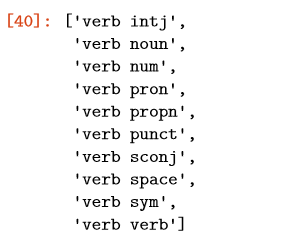 [40]: ['verb intj',
'verb noun',
'verb num',
'verb pron',
'verb propn',
'verb punct',
'verb sconj',
'verb space',
'verb sym',
'verb verb']